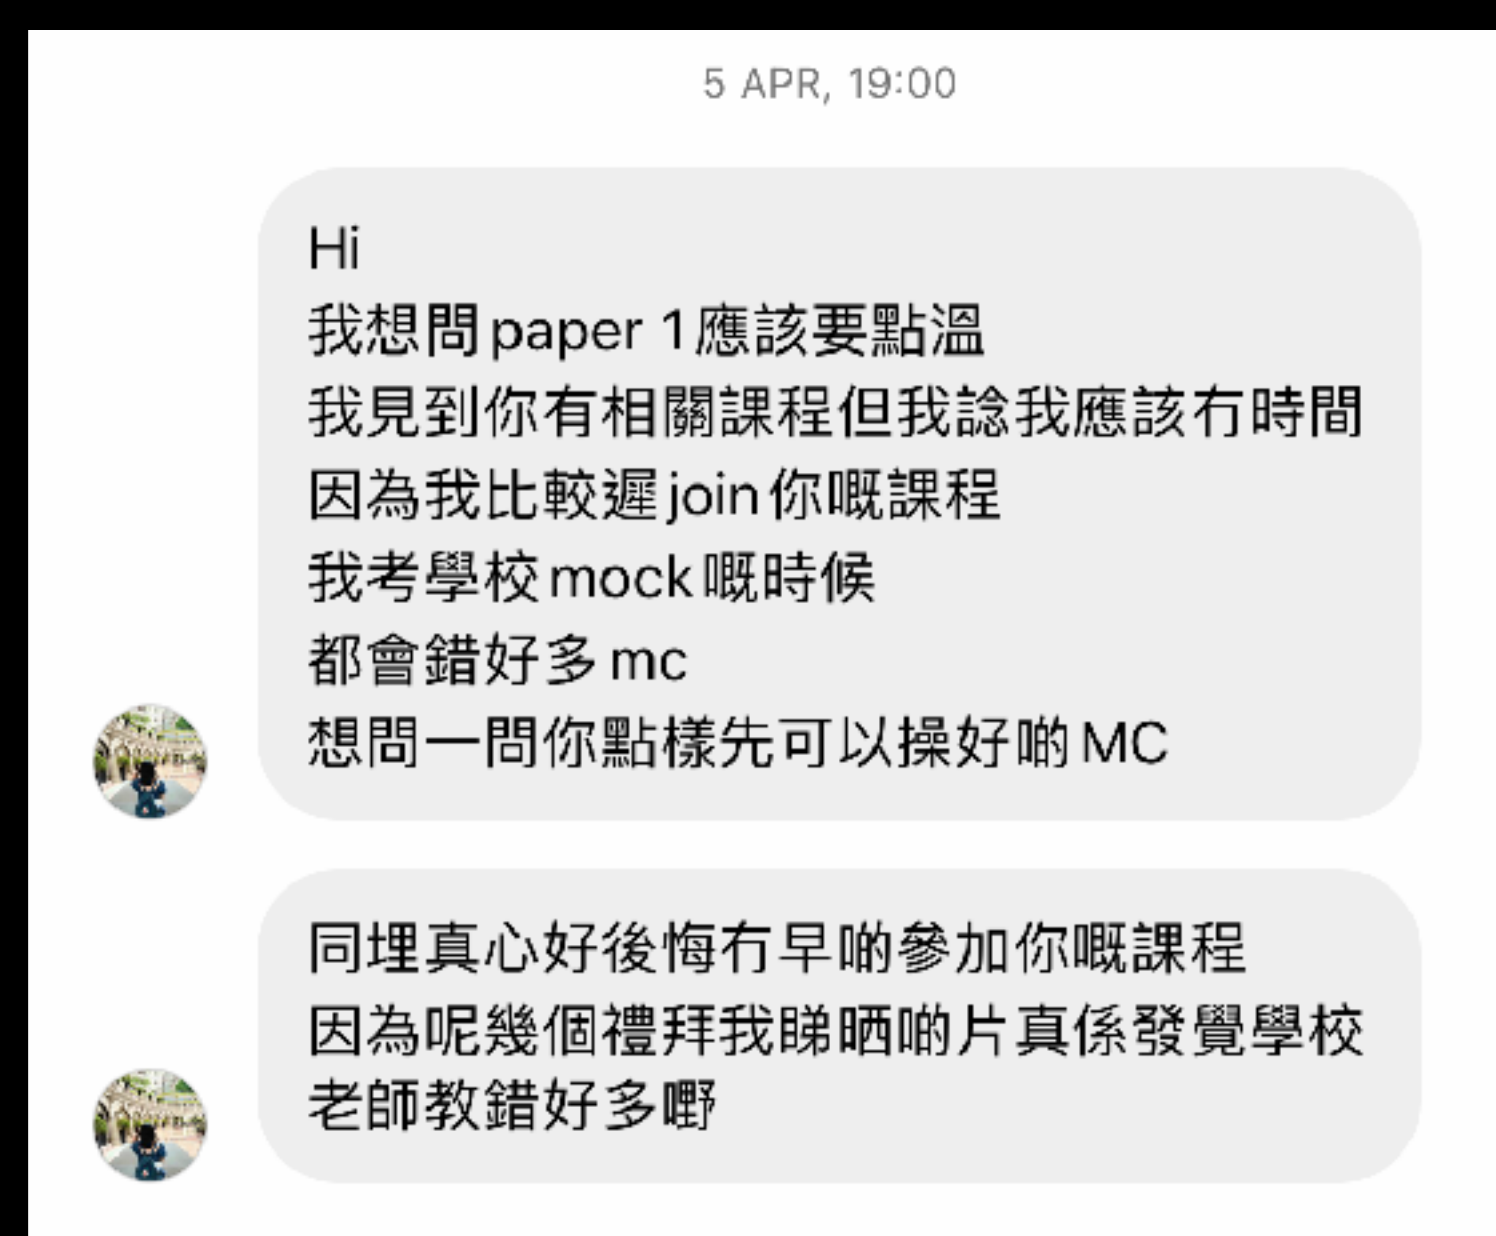 5 APR, 19:00
Hi
我想問paper 1應該要點溫
我見到你有相關課程但我諗我應該冇時間
因為我比較遲join你嘅課程
我考學校mock嘅時候
都會錯好多mc
想問一問你點樣先可以操好啲MC
同埋真心好後悔冇早啲參加你嘅課程
因為呢幾個禮拜我睇晒啲片真係發覺學校
老師教錯好多嘢